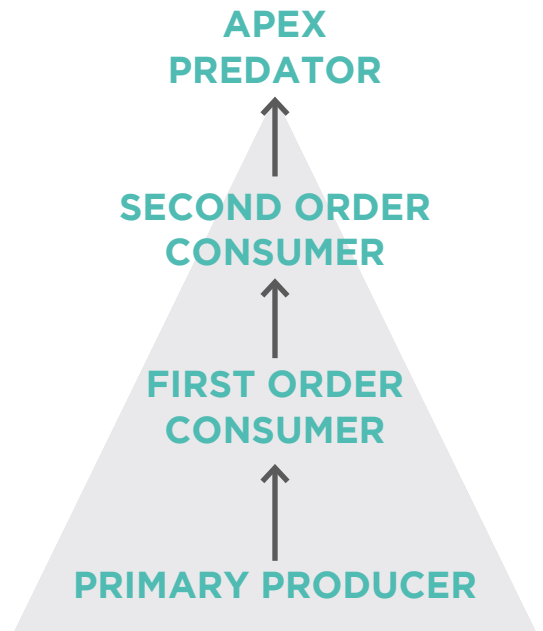 APEX
PREDATOR
SECOND ORDER
CONSUMER
FIRST ORDER
CONSUMER
PRIMARY PRODUCER